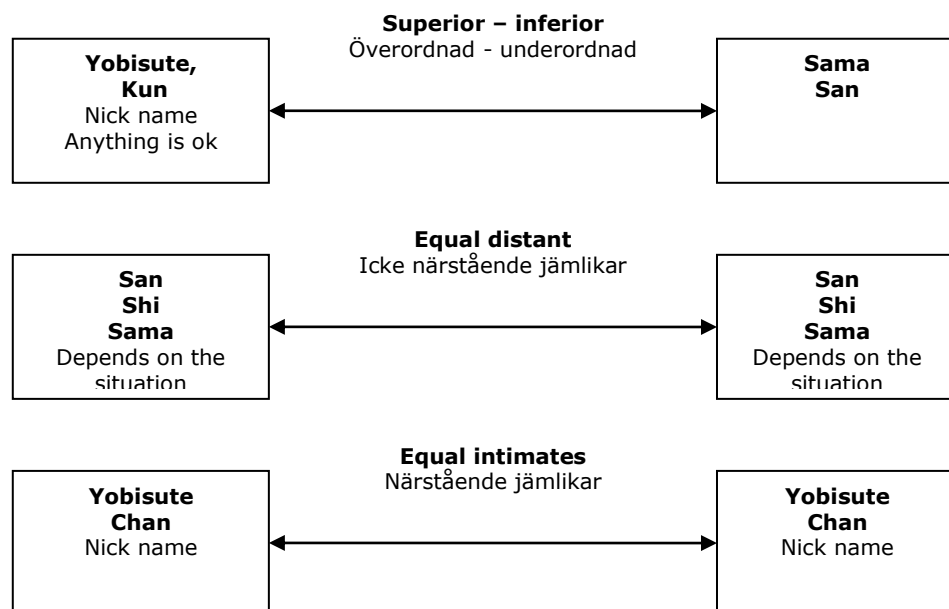 Superior – inferior
Överordnad - underordnad
Yobisute,
Kun
Nick name
Anything is ok
Sama
San
Equal distant
Icke närstående jämlikar
San
Shi
Sama
Depends on the
situation
San
Shi
Sama
Depends on the
situation
Equal intimates
Närstående jämlikar
Yobisute
Chan
Nick name
Yobisute
Chan
Nick name